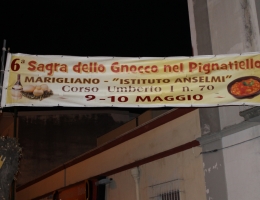 6ª Sagra dello Gnocco nel Pignatiello
MARIGLIANO - "ISTITUTO ANSELMI"
Corso Umberto I n. 70
9-10 MAGGIO